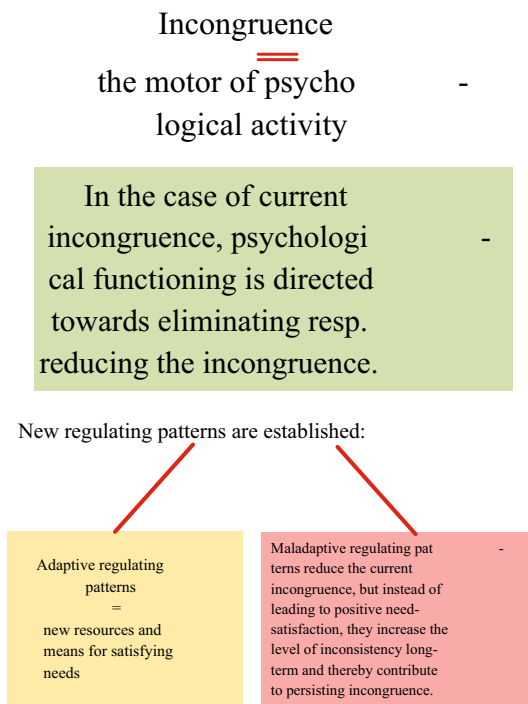 Incongruence
the motor of psycho -
logical activity
In the case of current
incongruence, psychologi -
cal functioning is directed
towards eliminating resp.
reducing the incongruence.
New regulating patterns are established:
Adaptive regulating
patterns
=
new resources and
means for satisfying
needs
Maladaptive regulating pat -
terns reduce the current
incongruence, but instead of
leading to positive need-
satisfaction, they increase the
level of inconsistency long-
term and thereby contribute
to persisting incongruence.